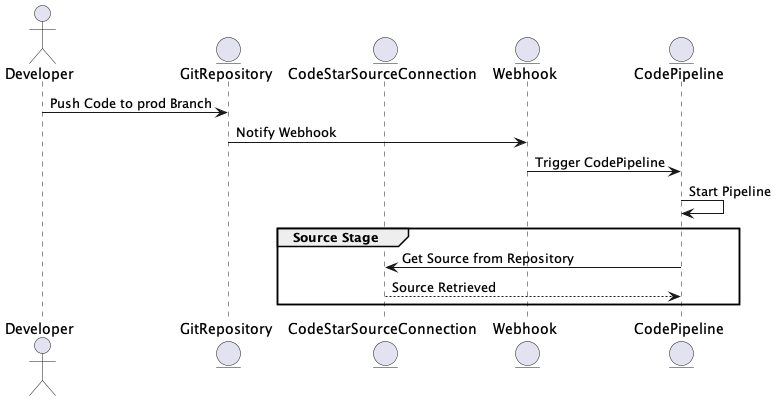 Developer
GitRepository
CodeStarSourceConnection
Webhook
CodePipeline
Push Code to prod Branch
Notify Webhook
Trigger CodePipeline
Start Pipeline
Source Stage
Get Source from Repository
Source Retrieved
Developer
GitRepository
CodeStarSourceConnection
Webhook
CodePipeline